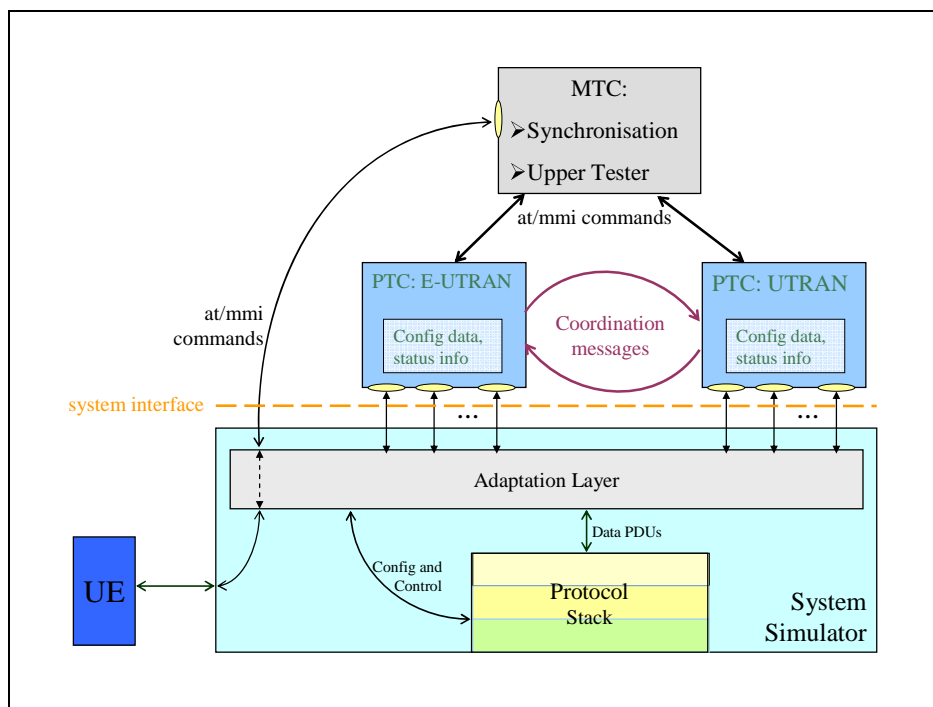 MTC:
➢Synchronisation
➢Upper Tester
at/mmi commands
PTC: E-UTRAN
PTC: UTRAN
Config data,
status info
Coordination
messages
Config data,
status info
at/mmi
commands
system interface
...
...
Adaptation Layer
Data PDUs
Config and
Control
UE
Protocol
Stack
System
Simulator